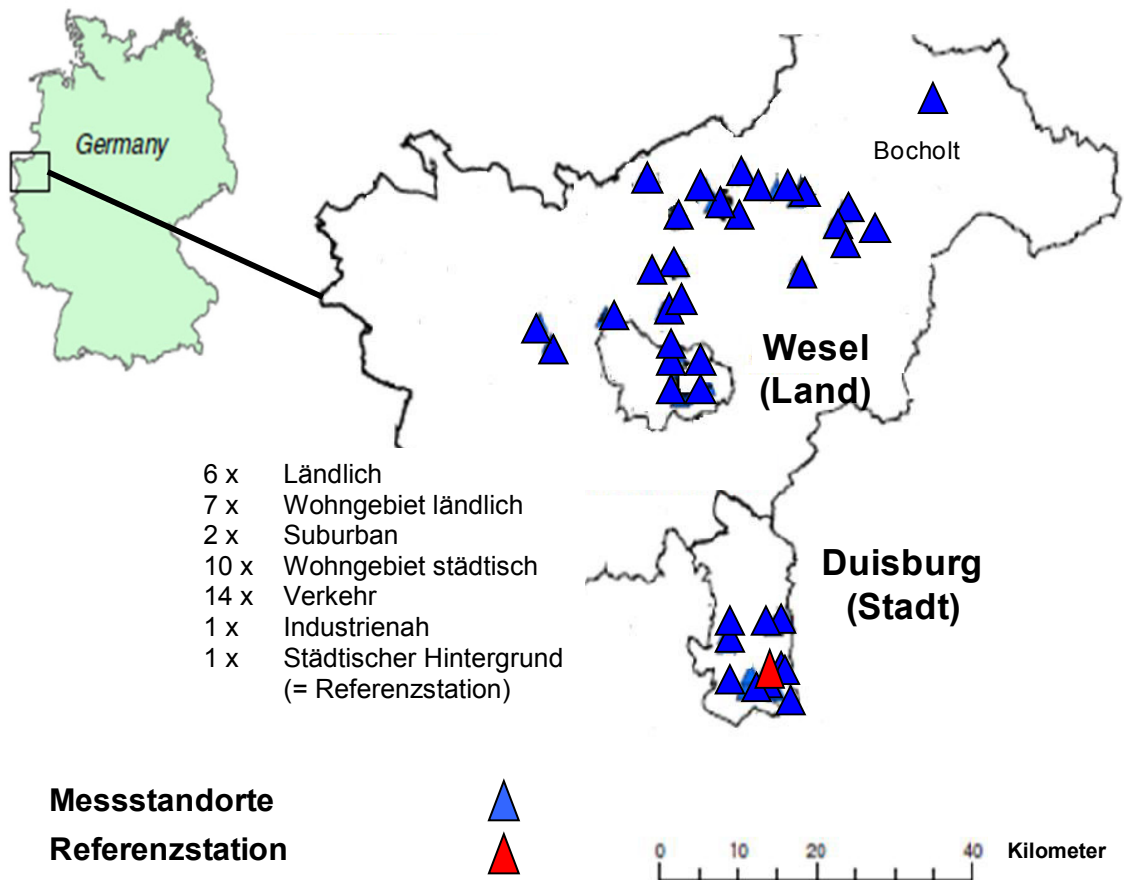 Germany
Bocholt
Wesel
(Land)
6 x Ländlich
7 x Wohngebiet ländlich
2 x Suburban
10 x Wohngebiet städtisch
14 x Verkehr
1 x Industrienah
1 x Städtischer Hintergrund
(= Referenzstation)
Duisburg
(Stadt)
Messstandorte
Referenzstation
0 10 20 40 Kilometer